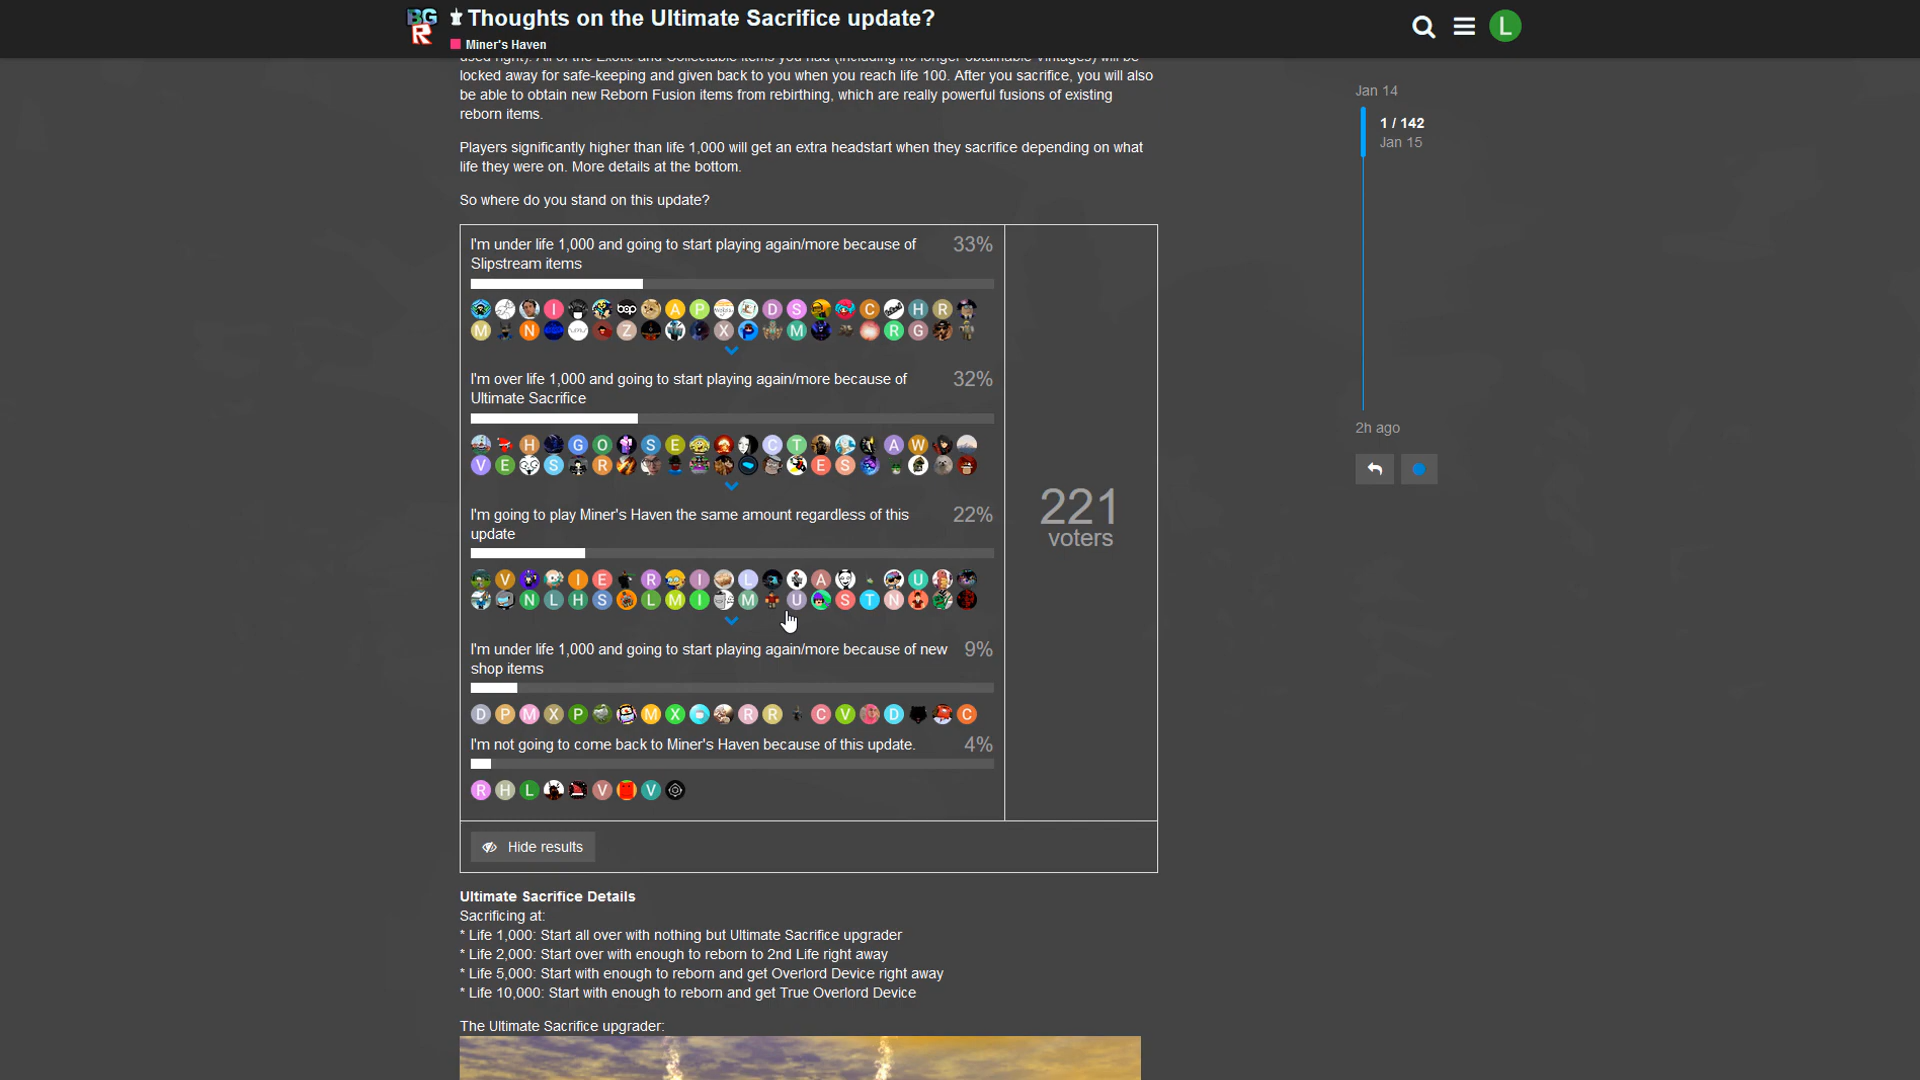 BG
R
Thoughts on the Ultimate Sacrifice update?
Miner's Haven
L
locked away for safe-keeping and given back to you when you reach life 100. After you sacrifice, you will also
be able to obtain new Reborn Fusion items from rebirthing, which are really powerful fusions of existing
reborn items.
Players significantly higher than life 1,000 will get an extra headstart when they sacrifice depending on what
life they were on. More details at the bottom.
So where do you stand on this update?
I'm under life 1,000 and going to start playing again/more because of
Slipstream items
33%
I bop A P D S C H R
M N Z X M R G
I'm over life 1,000 and going to start playing again/more because of
Ultimate Sacrifice
32%
H G O S E C T A W
V E S R E S
I'm going to play Miner's Haven the same amount regardless of this
update
22%
V I E R I L A U
N L H S L M I M U S T N
I'm under life 1,000 and going to start playing again/more because of new
shop items
9%
D P M X P M X R R C V D C
I'm not going to come back to Miner's Haven because of this update.
4%
R H L V V
221
voters
Hide results
Jan 14
1 / 142
Jan 15
2h ago
Ultimate Sacrifice Details
Sacrificing at:
* Life 1,000: Start all over with nothing but Ultimate Sacrifice upgrader
* Life 2,000: Start over with enough to reborn to 2nd Life right away
* Life 5,000: Start with enough to reborn and get Overlord Device right away
* Life 10,000: Start with enough to reborn and get True Overlord Device
The Ultimate Sacrifice upgrader: